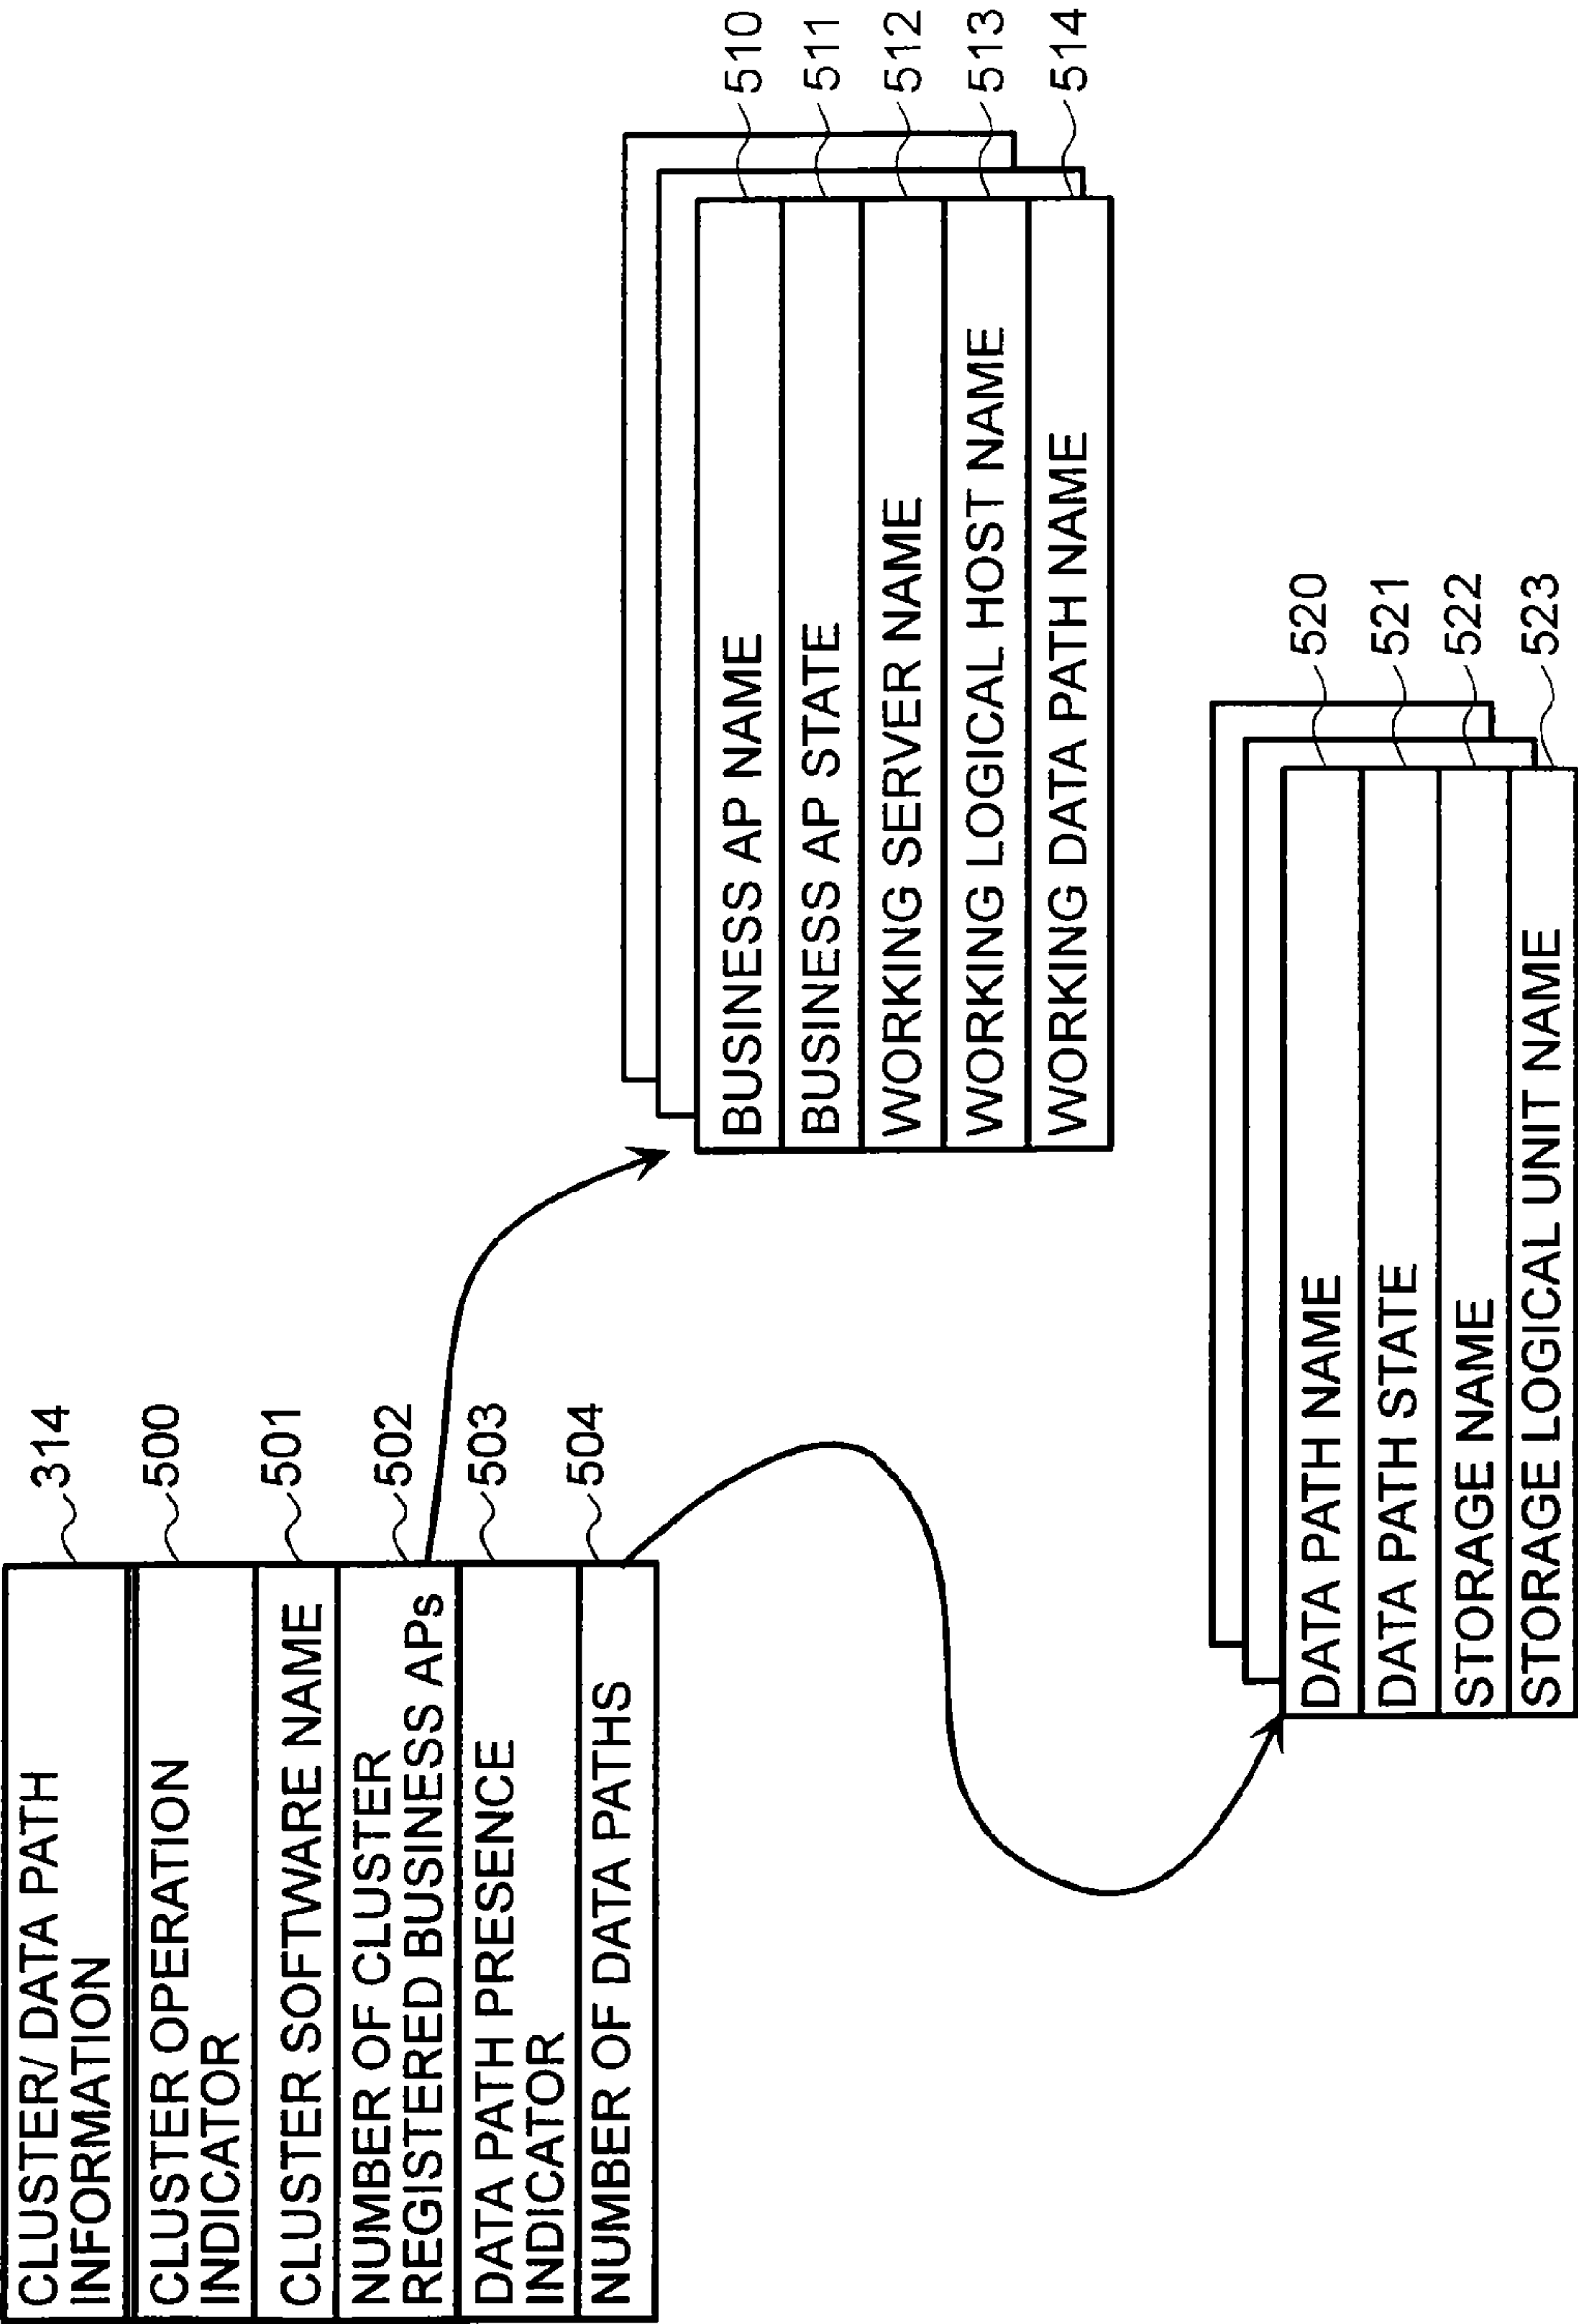 CLUSTER/ DATA PATH
INFORMATION
314
CLUSTER OPERATION
INDICATOR
500
CLUSTER SOFTWARE NAME
501
NUMBER OF CLUSTER
REGISTERED BUSINESS APs
502
DATA PATH PRESENCE
INDICATOR
503
NUMBER OF DATA PATHS
504
BUSINESS AP NAME
510
BUSINESS AP STATE
511
WORKING SERVER NAME
512
WORKING LOGICAL HOST NAME
513
WORKING DATA PATH NAME
514
DATA PATH NAME
520
DATA PATH STATE
521
STORAGE NAME
522
STORAGE LOGICAL UNIT NAME
523